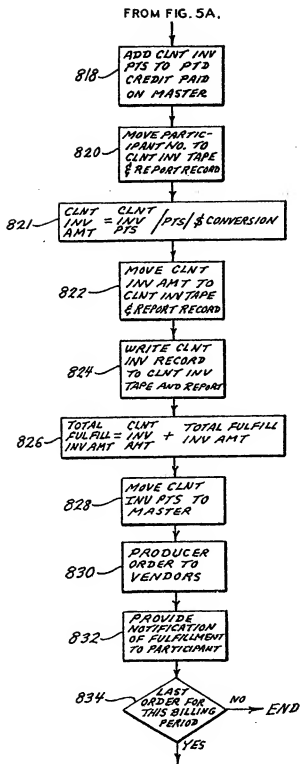 FROM FIG. 5A.
818
ADD CLNT INV
PTS TO PTD
CREDIT PAID
ON MASTER
820
MOVE PARTIC-
IPANT NO. TO
CLNT INV TAPE
& REPORT RECORD
821
CLNT INV AMT = CLNT INV PTS / PTS / $ CONVERSION
822
MOVE CLNT
INV AMT TO
CLNT INV TAPE
& REPORT RECORD
824
WRITE CLNT
INV RECORD
TO CLNT INV
TAPE AND REPORT
826
TOTAL FULFILL INV AMT = CLNT INV AMT + TOTAL FULFILL INV AMT
828
MOVE CLNT
INV PTS TO
MASTER
830
PRODUCER
ORDER TO
VENDORS
832
PROVIDE
NOTIFICATION
OF FULFILLMENT
TO PARTICIPANT
834
LAST
ORDER FOR
THIS BILLING
PERIOD
NO
END
YES